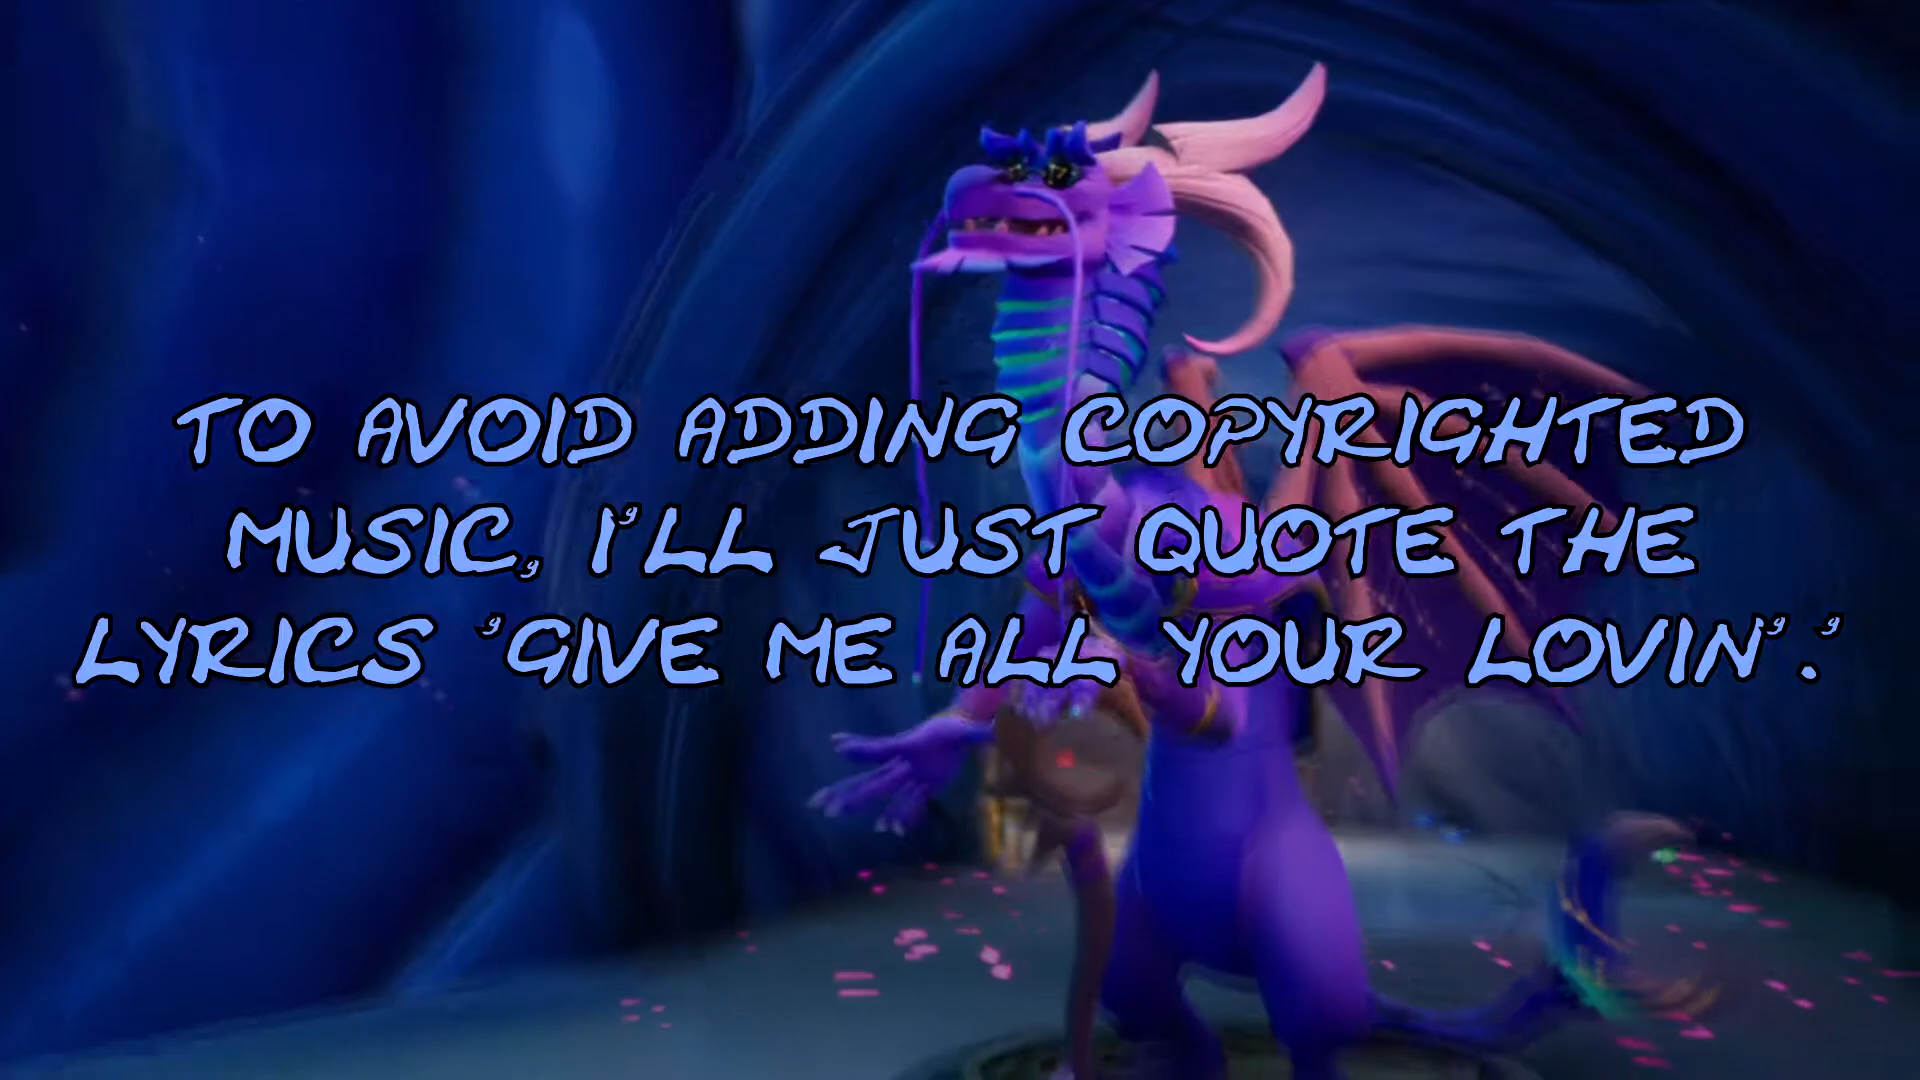 TO AVOID ADDING COPYRIGHTED
MUSIC, I'LL JUST QUOTE THE
LYRICS 'GIVE ME ALL YOUR LOVIN'.'